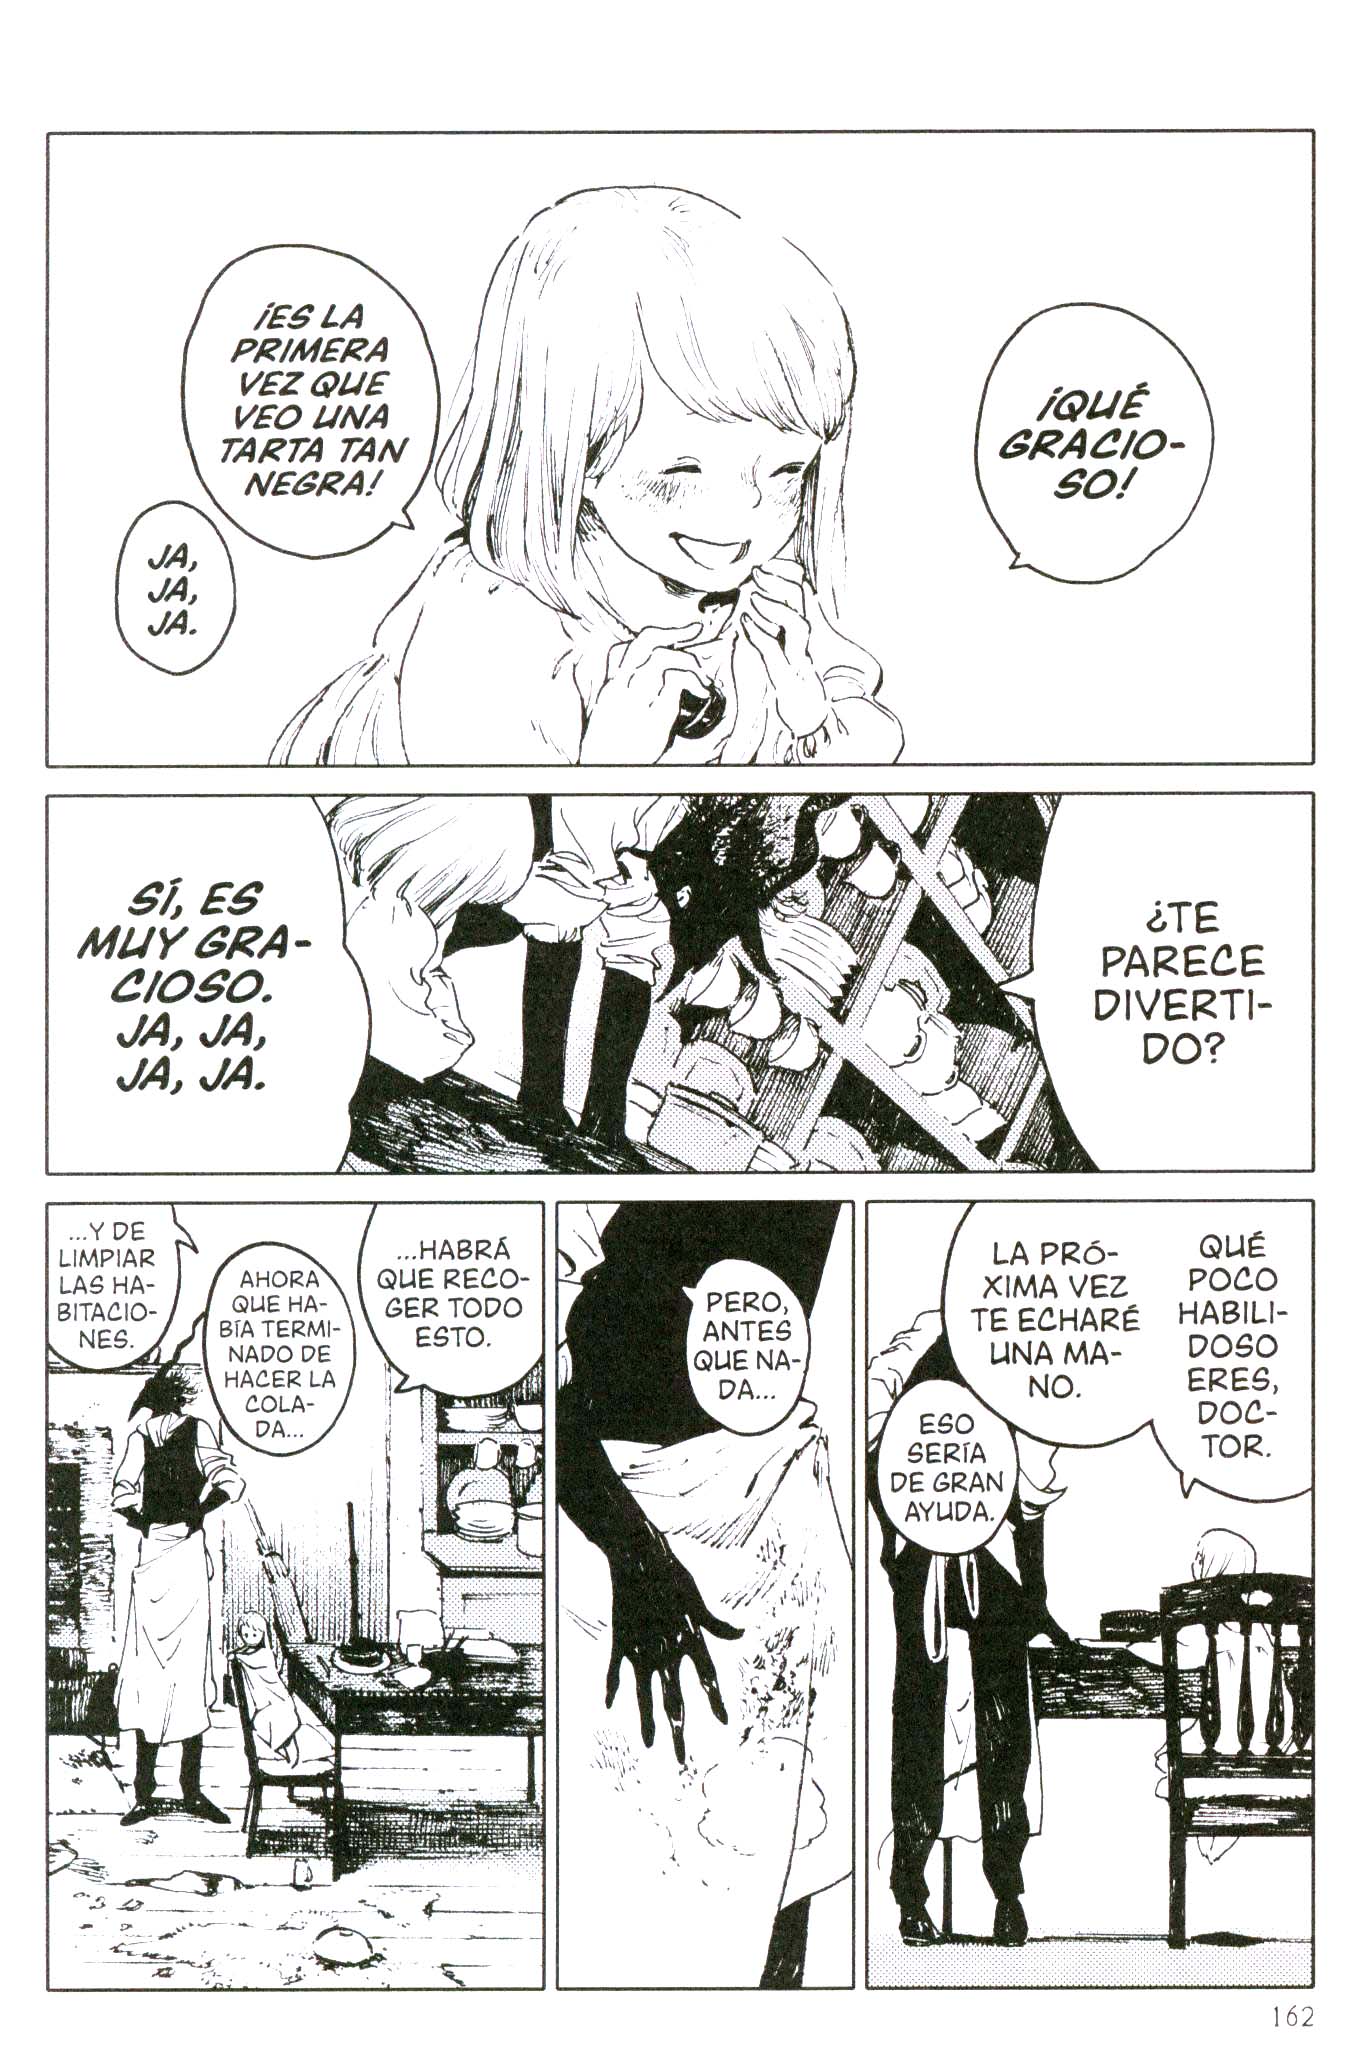 ¡QUÉ
GRACIO-
SO!
¡ES LA
PRIMERA
VEZ QUE
VEO UNA
TARTA TAN
NEGRA!
JA,
JA,
JA.
¿TE
PARECE
DIVERTI-
DO?
SÍ, ES
MUY GRA-
CIOSO.
JA, JA,
JA, JA.
QUÉ
POCO
HABILI-
DOSO
ERES,
DOC-
TOR.
LA PRÓ-
XIMA VEZ
TE ECHARÉ
UNA MA-
NO.
ESO
SERÍA
DE GRAN
AYUDA.
PERO,
ANTES
QUE NA-
DA...
...HABRÁ
QUE RECO-
GER TODO
ESTO.
AHORA
QUE HA-
BÍA TERMI-
NADO DE
HACER LA
COLA-
DA...
...Y DE
LIMPIAR
LAS HA-
BITACIO-
NES.
162